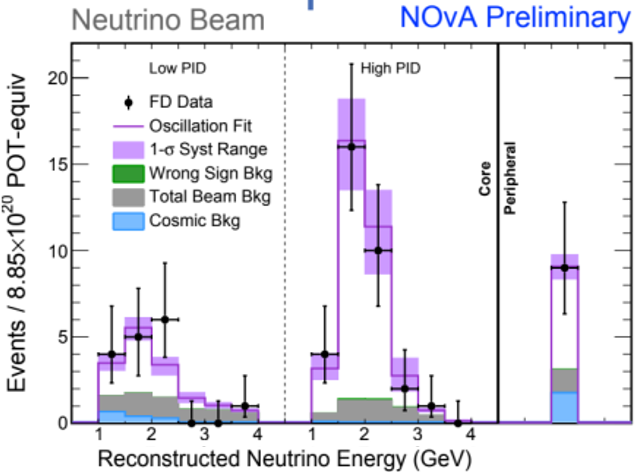 Neutrino Beam
NOvA Preliminary
Low PID
High PID
FD Data
Oscillation Fit
1-σ Syst Range
Wrong Sign Bkg
Total Beam Bkg
Cosmic Bkg
Core
Peripheral
Events / 8.85×10²⁰ POT-equiv
20
15
10
5
0
1 2 3 4 1 2 3 4
Reconstructed Neutrino Energy (GeV)